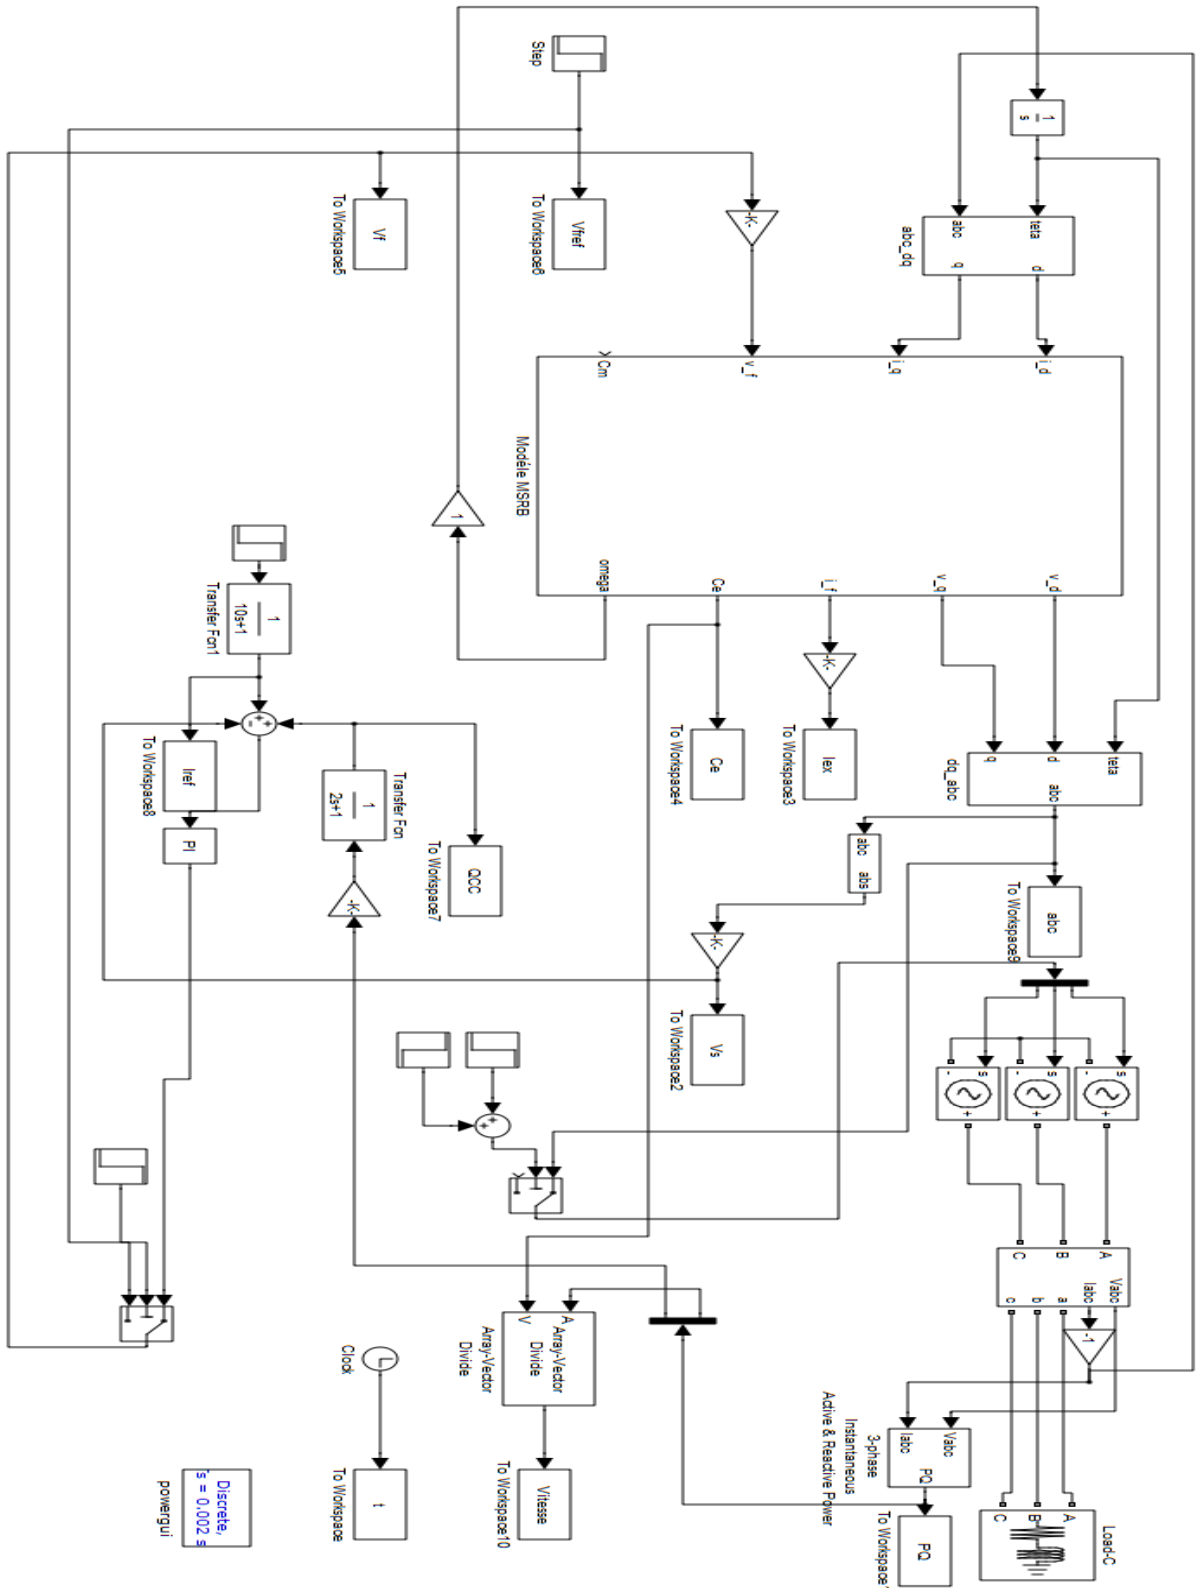 Step
1
s
teta d
abc q
abc_dq
Vfref
To Workspace6
Vf
To Workspace5
-K-
i_d
i_q
v_f
Cm
v_d
v_q
i_f
Ce
omega
Modéle MSRB
1
1
10s+1
Transfer Fcn1
Iref
To Workspace8
PI
1
2s+1
Transfer Fcn
-K-
QCC
To Workspace7
-K-
Iex
To Workspace3
Ce
To Workspace4
teta
d abc
q
dq_abc
abc abs
-K-
Vs
To Workspace2
abc
To Workspace9
s
- +
s
- +
s
- +
A Vabc
Iabc
B a
b
C c
-1
Vabc
PQ
Iabc
3-phase
Instantaneous
Active & Reactive Power
PQ
To Workspace
A
B
C
Load-C
A Array-Vector
V Divide
Array-Vector
Divide
Vitesse
To Workspace10
Clock
t
To Workspace
Discrete,
s = 0.002 s
powergui